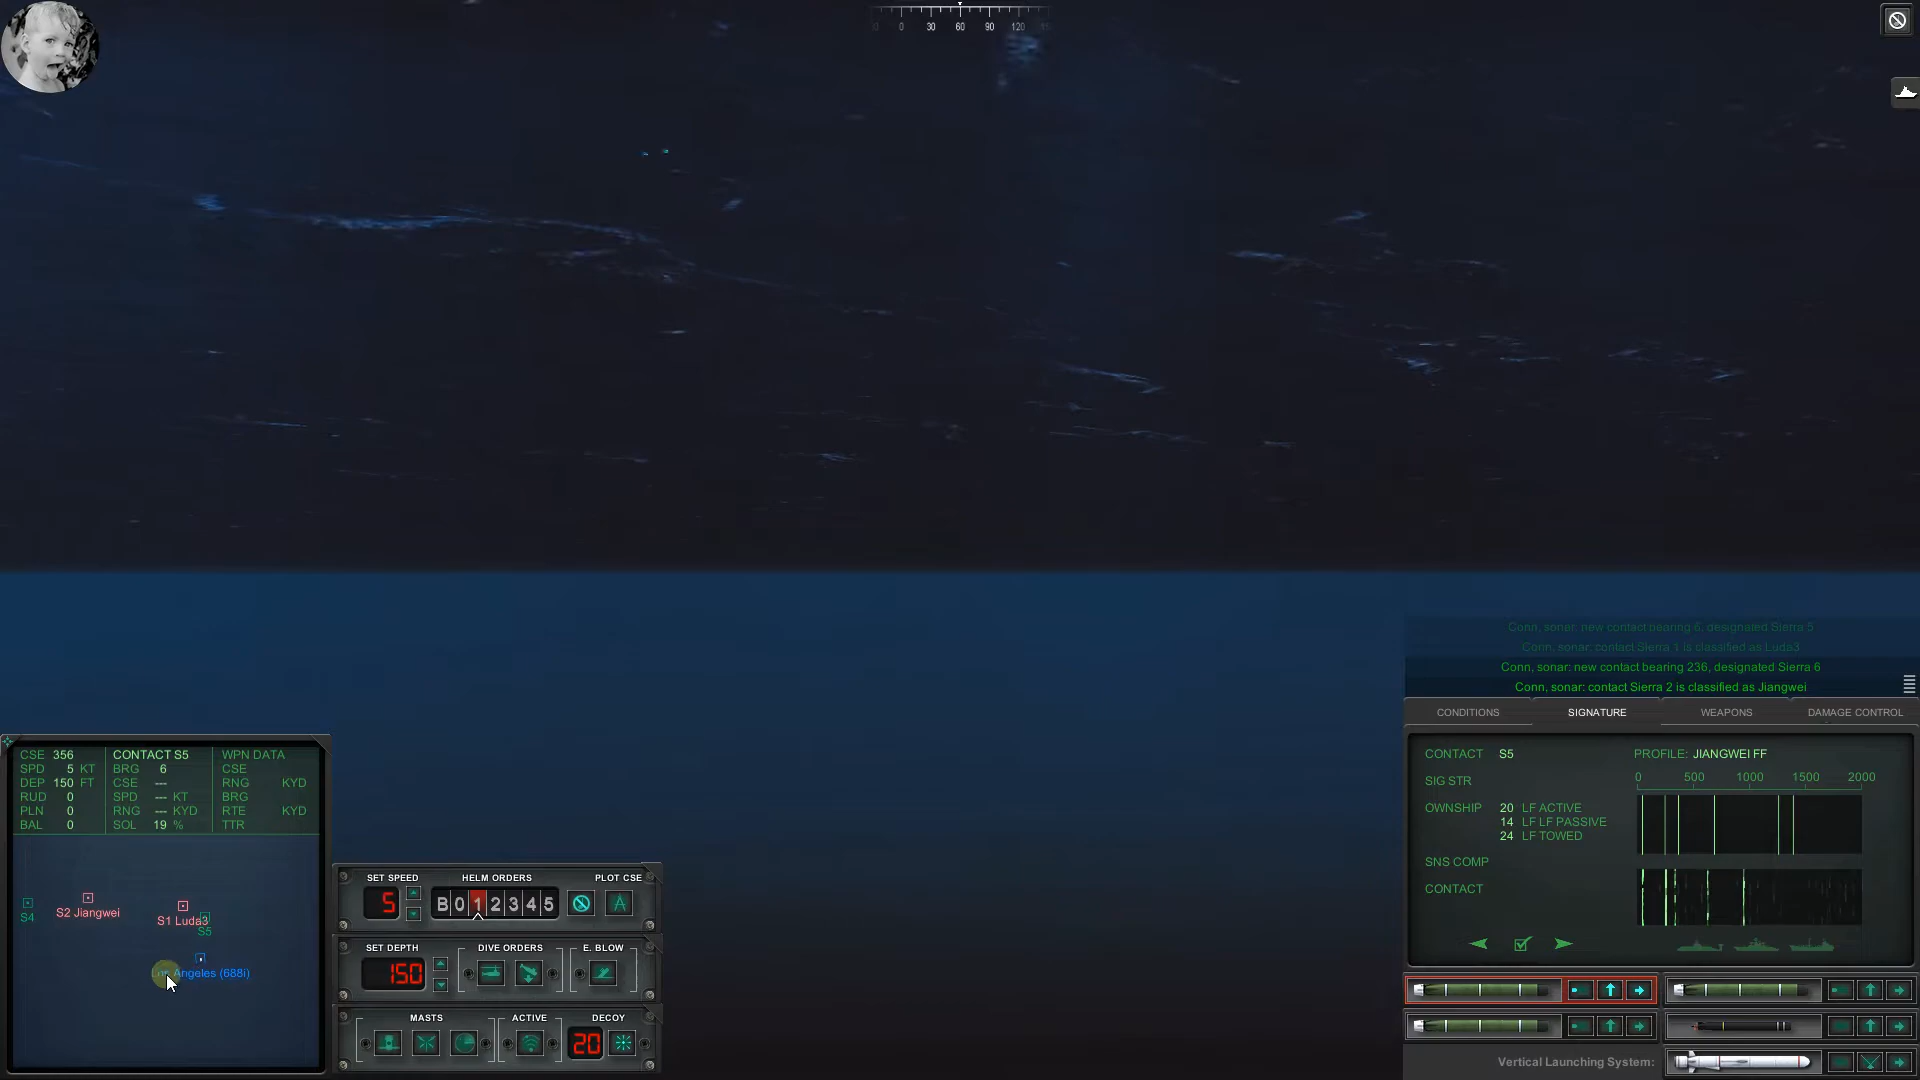 0 30 60 90 120
Conn, sonar: new contact bearing 6, designated Sierra 5
Conn, sonar: contact Sierra 1 is classified as Luda3
Conn, sonar: new contact bearing 236, designated Sierra 6
Conn, sonar: contact Sierra 2 is classified as Jiangwei
CONDITIONS SIGNATURE WEAPONS DAMAGE CONTROL
CONTACT S5 PROFILE: JIANGWEI FF
SIG STR 0 500 1000 1500 2000
OWNSHIP 20 LF ACTIVE
14 LF LF PASSIVE
24 LF TOWED
SNS COMP
CONTACT
Vertical Launching System:
CSE 356 CONTACT S5 WPN DATA
SPD 5 KT BRG 6 CSE
DEP 150 FT CSE --- RNG KYD
RUD 0 SPD --- KT BRG
PLN 0 RNG --- KYD RTE KYD
BAL 0 SOL 19 % TTR
S4
S2 Jiangwei
S1 Luda3
S5
Los Angeles (688i)
SET SPEED HELM ORDERS PLOT CSE
5 B 0 1 2 3 4 5
SET DEPTH DIVE ORDERS E. BLOW
150
MASTS ACTIVE DECOY
20